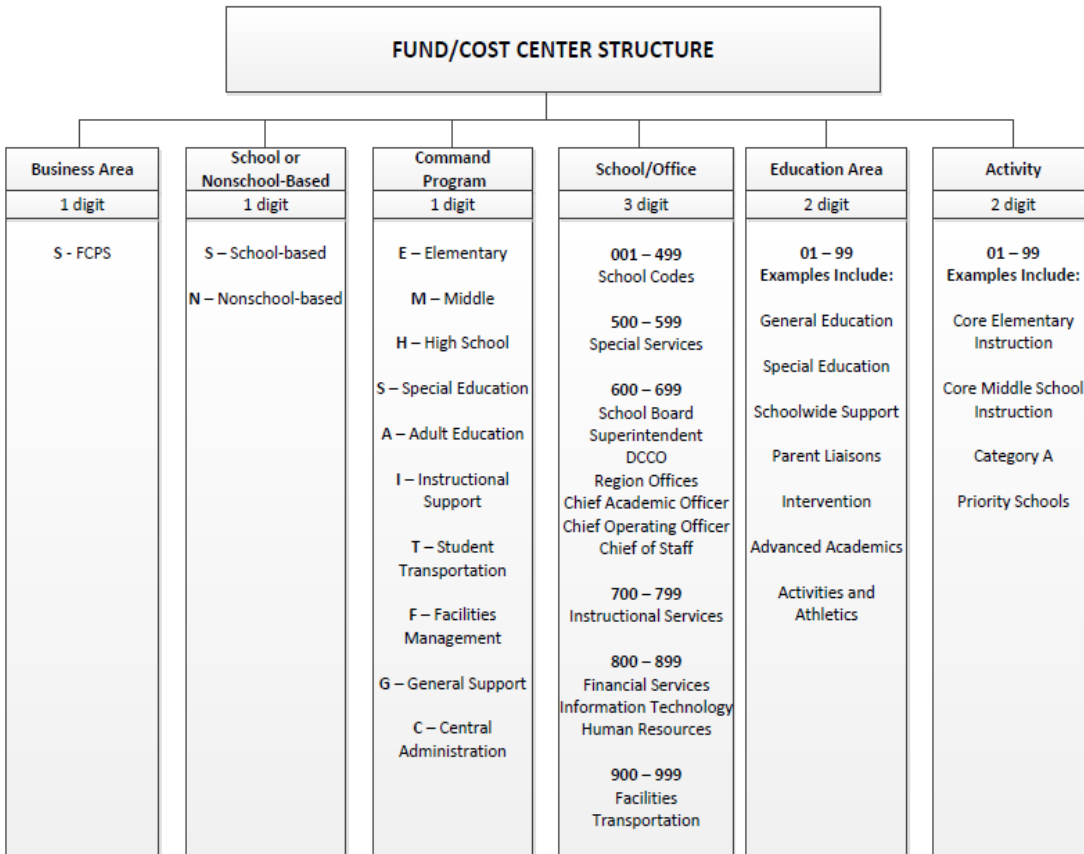 FUND/COST CENTER STRUCTURE
Business Area
1 digit
S - FCPS
School or
Nonschool-Based
1 digit
S – School-based
N – Nonschool-based
Command
Program
1 digit
E – Elementary
M – Middle
H – High School
S – Special Education
A – Adult Education
I – Instructional
Support
T – Student
Transportation
F – Facilities
Management
G – General Support
C – Central
Administration
School/Office
3 digit
001 – 499
School Codes
500 – 599
Special Services
600 – 699
School Board
Superintendent
DCCO
Region Offices
Chief Academic Officer
Chief Operating Officer
Chief of Staff
700 – 799
Instructional Services
800 – 899
Financial Services
Information Technology
Human Resources
900 – 999
Facilities
Transportation
Education Area
2 digit
01 – 99
Examples Include:
General Education
Special Education
Schoolwide Support
Parent Liaisons
Intervention
Advanced Academics
Activities and
Athletics
Activity
2 digit
01 – 99
Examples Include:
Core Elementary
Instruction
Core Middle School
Instruction
Category A
Priority Schools